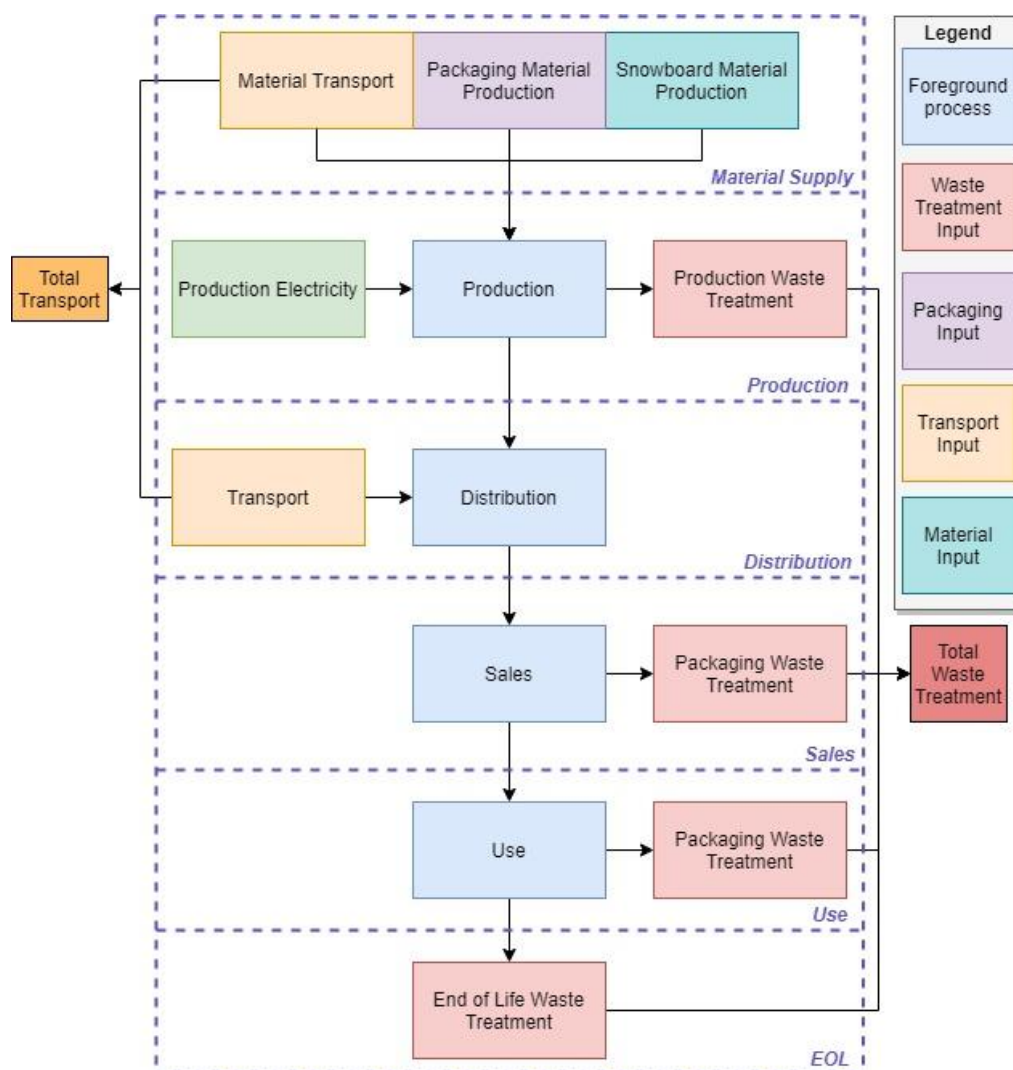 Legend
Material Transport
Packaging Material
Production
Snowboard Material
Production
Foreground
process
Material Supply
Waste
Treatment
Input
Total
Transport
Production Electricity
Production
Production Waste
Treatment
Packaging
Input
Production
Transport
Input
Transport
Distribution
Distribution
Material
Input
Sales
Packaging Waste
Treatment
Total
Waste
Treatment
Sales
Use
Packaging Waste
Treatment
Use
End of Life Waste
Treatment
EOL